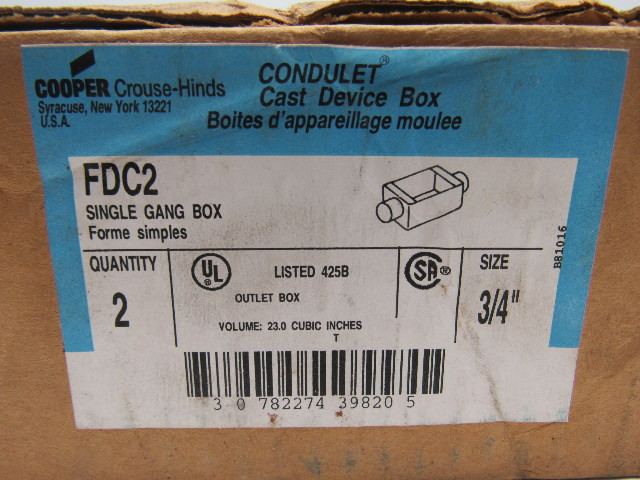 COOPER Crouse-Hinds
Syracuse, New York 13221
U.S.A.
CONDULET®
Cast Device Box
Boites d'appareillage moulee
FDC2
SINGLE GANG BOX
Forme simples
B81016
QUANTITY
2
UL
LISTED 425B
OUTLET BOX
VOLUME: 23.0 CUBIC INCHES
T
SA®
SIZE
3/4"
3 0 782274 39820 5